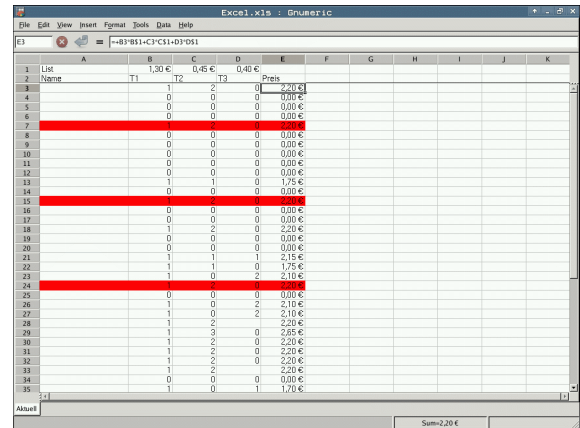 Excel.xls : Gnumeric
File Edit View Insert Format Tools Data Help
E3 = =+B3*B$1+C3*C$1+D3*D$1
A B C D E F G H I J K
1 List 1,30 € 0,45 € 0,40 €
2 Name T1 T2 T3 Preis
3 1 2 0 2,20 €
4 0 0 0 0,00 €
5 0 0 0 0,00 €
6 0 0 0 0,00 €
7 1 2 0 2,20 €
8 0 0 0 0,00 €
9 0 0 0 0,00 €
10 0 0 0 0,00 €
11 0 0 0 0,00 €
12 0 0 0 0,00 €
13 1 1 0 1,75 €
14 0 0 0 0,00 €
15 1 2 0 2,20 €
16 0 0 0 0,00 €
17 0 0 0 0,00 €
18 1 2 0 2,20 €
19 0 0 0 0,00 €
20 0 0 0 0,00 €
21 1 1 1 2,15 €
22 1 1 0 1,75 €
23 1 0 2 2,10 €
24 1 2 0 2,20 €
25 0 0 0 0,00 €
26 1 0 2 2,10 €
27 1 0 2 2,10 €
28 1 2 2,20 €
29 1 3 0 2,65 €
30 1 2 0 2,20 €
31 1 2 0 2,20 €
32 1 2 0 2,20 €
33 1 2 2,20 €
34 0 0 0 0,00 €
35 1 0 1 1,70 €
Aktuell
Sum=2,20 €